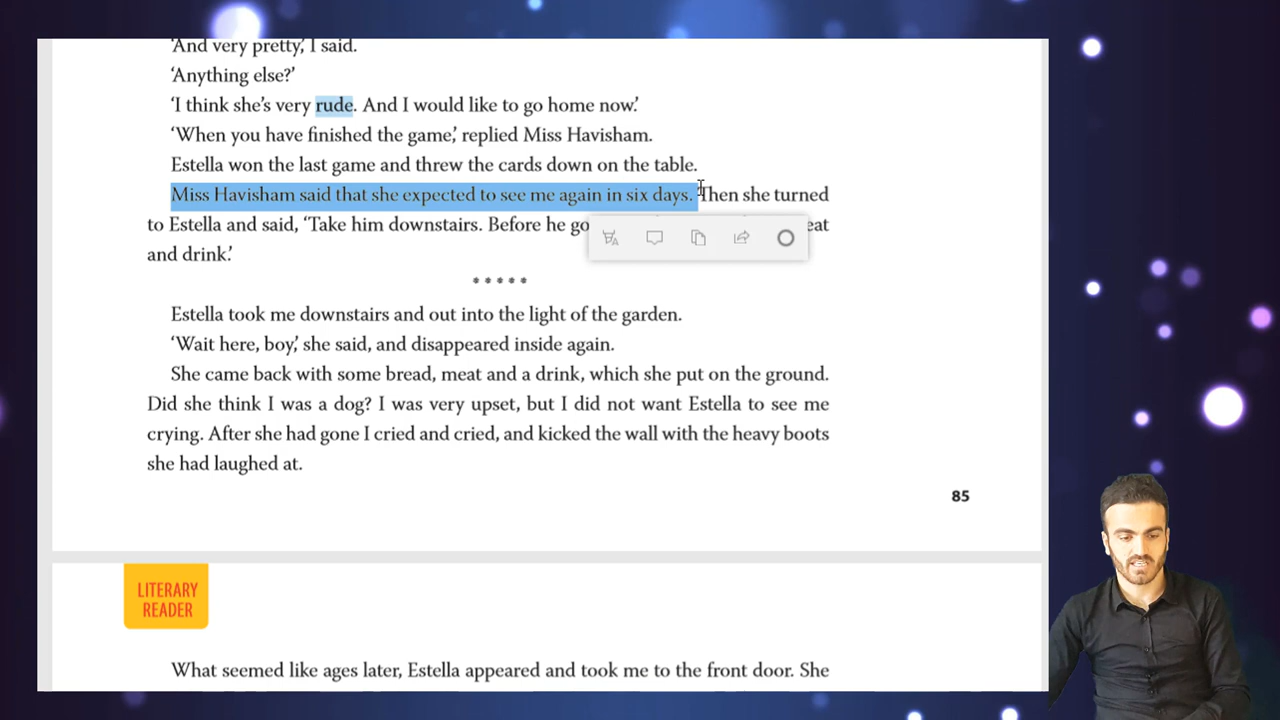 'And very pretty,' I said.
'Anything else?'
'I think she's very rude. And I would like to go home now.'
'When you have finished the game,' replied Miss Havisham.
Estella won the last game and threw the cards down on the table.
Miss Havisham said that she expected to see me again in six days. Then she turned
to Estella and said, 'Take him downstairs. Before he
and drink.'
*****
Estella took me downstairs and out into the light of the garden.
'Wait here, boy,' she said, and disappeared inside again.
She came back with some bread, meat and a drink, which she put on the ground.
Did she think I was a dog? I was very upset, but I did not want Estella to see me
crying. After she had gone I cried and cried, and kicked the wall with the heavy boots
she had laughed at.
85
LITERARY
READER
What seemed like ages later, Estella appeared and took me to the front door. She